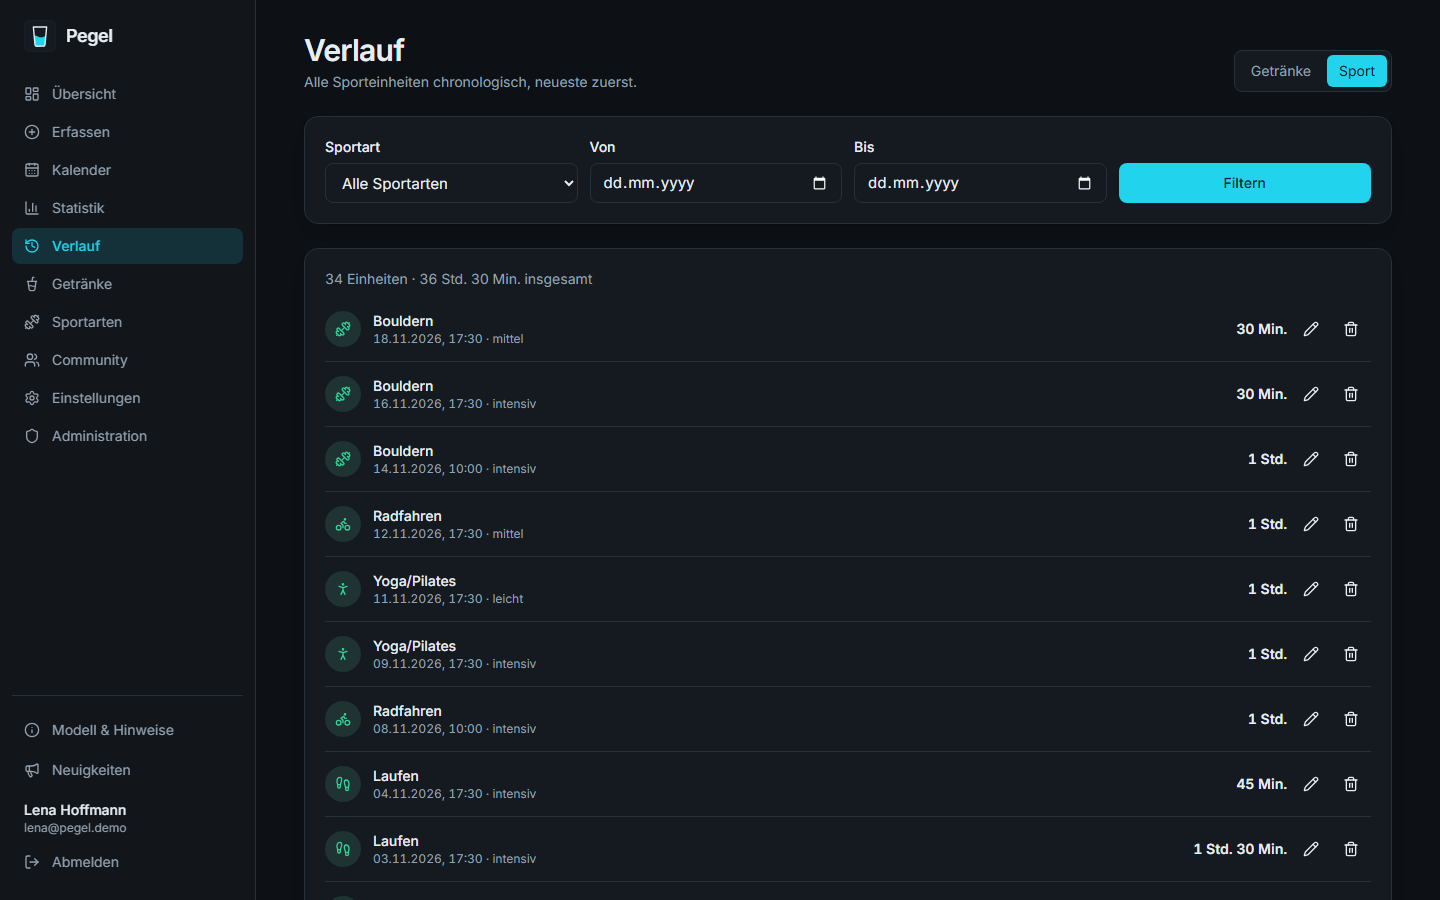 Pegel
Übersicht
Erfassen
Kalender
Statistik
Verlauf
Getränke
Sportarten
Community
Einstellungen
Administration
Modell & Hinweise
Neuigkeiten
Lena Hoffmann
lena@pegel.demo
Abmelden
Verlauf
Alle Sporteinheiten chronologisch, neueste zuerst.
Getränke Sport
Sportart Von Bis
Alle Sportarten dd.mm.yyyy dd.mm.yyyy Filtern
34 Einheiten · 36 Std. 30 Min. insgesamt
Bouldern
18.11.2026, 17:30 · mittel
30 Min.
Bouldern
16.11.2026, 17:30 · intensiv
30 Min.
Bouldern
14.11.2026, 10:00 · intensiv
1 Std.
Radfahren
12.11.2026, 17:30 · mittel
1 Std.
Yoga/Pilates
11.11.2026, 17:30 · leicht
1 Std.
Yoga/Pilates
09.11.2026, 17:30 · intensiv
1 Std.
Radfahren
08.11.2026, 10:00 · intensiv
1 Std.
Laufen
04.11.2026, 17:30 · intensiv
45 Min.
Laufen
03.11.2026, 17:30 · intensiv
1 Std. 30 Min.